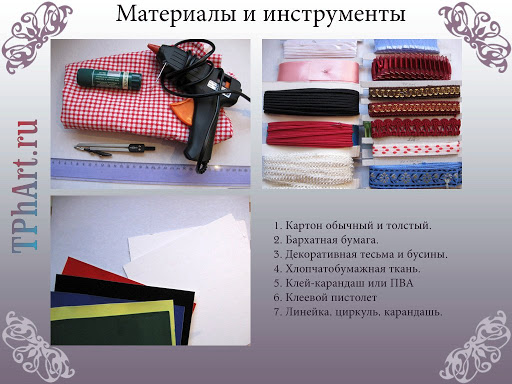 Материалы и инструменты
TPhArt.ru
1. Картон обычный и толстый.
2. Бархатная бумага.
3. Декоративная тесьма и бусины,
4. Хлопчатобумажная ткань.
5. Клей-карандаш или ПВА
6. Клеевой пистолет
7. Линейка, циркуль, карандашь.